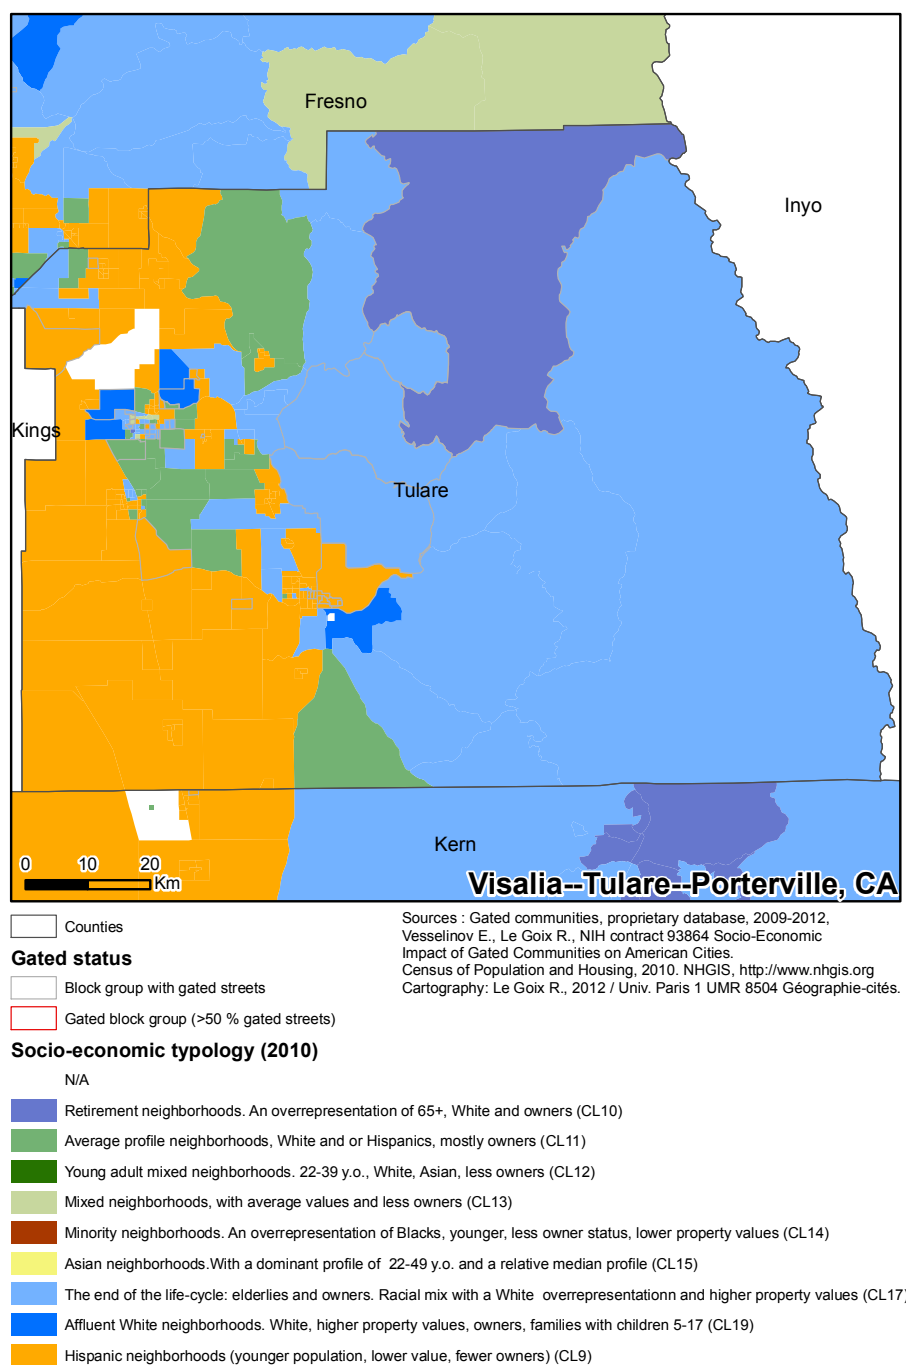 Fresno
Inyo
Kings
Tulare
Kern
0 10 20
Km
Visalia--Tulare--Porterville, CA
Counties
Gated status
Block group with gated streets
Gated block group (>50 % gated streets)
Sources : Gated communities, proprietary database, 2009-2012,
Vesselinov E., Le Goix R., NIH contract 93864 Socio-Economic
Impact of Gated Communities on American Cities.
Census of Population and Housing, 2010. NHGIS, http://www.nhgis.org
Cartography: Le Goix R., 2012 / Univ. Paris 1 UMR 8504 Géographie-cités.
Socio-economic typology (2010)
N/A
Retirement neighborhoods. An overrepresentation of 65+, White and owners (CL10)
Average profile neighborhoods, White and or Hispanics, mostly owners (CL11)
Young adult mixed neighborhoods. 22-39 y.o., White, Asian, less owners (CL12)
Mixed neighborhoods, with average values and less owners (CL13)
Minority neighborhoods. An overrepresentation of Blacks, younger, less owner status, lower property values (CL14)
Asian neighborhoods.With a dominant profile of 22-49 y.o. and a relative median profile (CL15)
The end of the life-cycle: elderlies and owners. Racial mix with a White overrepresentationn and higher property values (CL17)
Affluent White neighborhoods. White, higher property values, owners, families with children 5-17 (CL19)
Hispanic neighborhoods (younger population, lower value, fewer owners) (CL9)